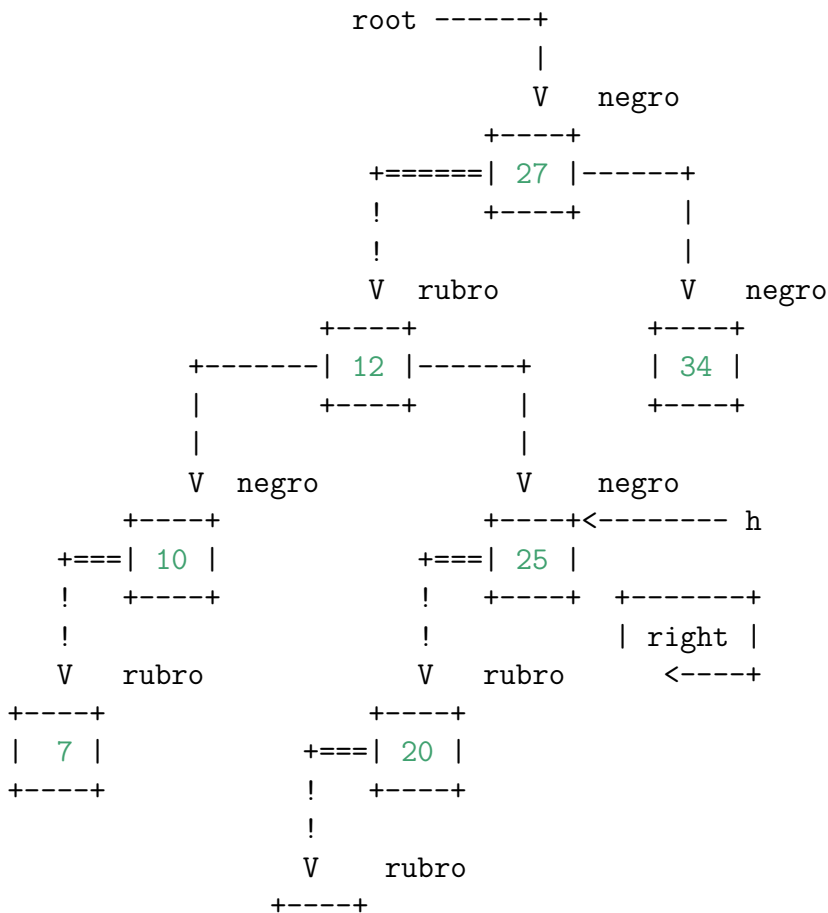 root ------+
|
V negro
+----+
+======| 27 |------+
! +----+ |
! |
V rubro V negro
+----+ +----+
+-------| 12 |------+ | 34 |
| +----+ | +----+
| |
V negro V negro
+----+ +----+<-------- h
+===| 10 | +===| 25 |
! +----+ ! +----+ +-------+
! ! | right |
V rubro V rubro <----+
+----+ +----+
| 7 | +===| 20 |
+----+ ! +----+
!
V rubro
+----+